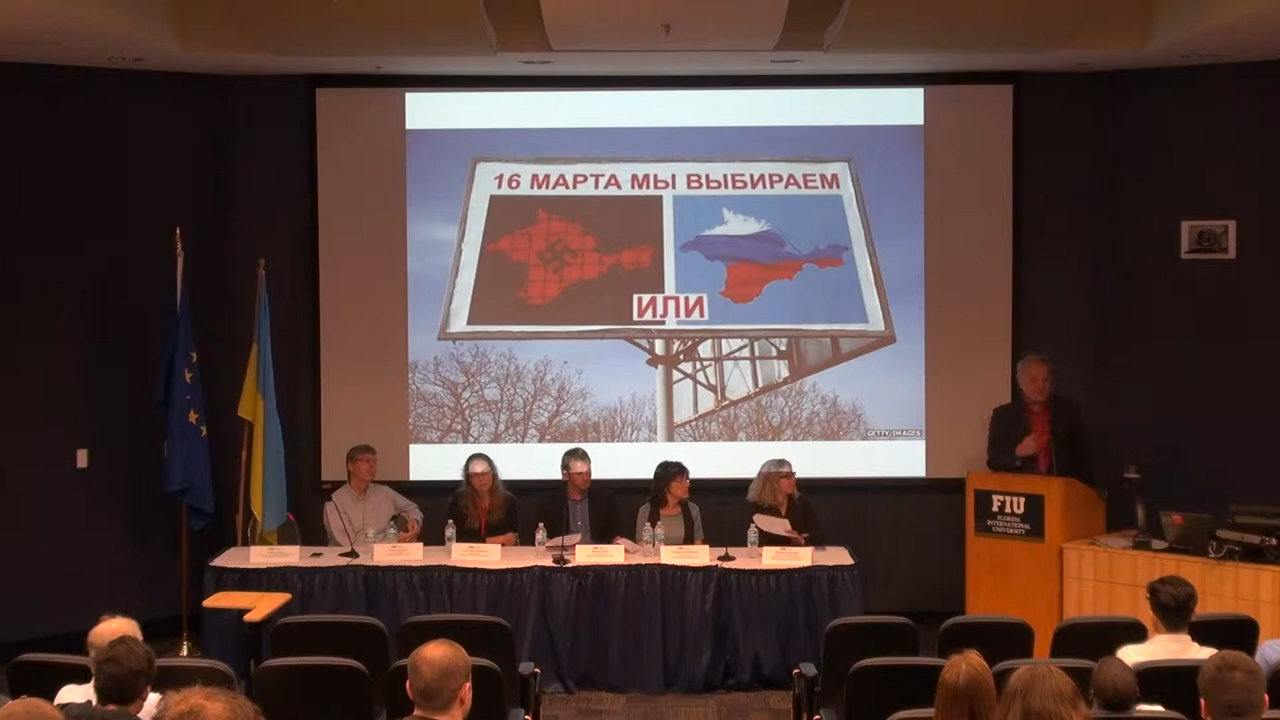 16 МАРТА МЫ ВЫБИРАЕМ
ИЛИ
GETTY IMAGES
FIU
FLORIDA
INTERNATIONAL
UNIVERSITY